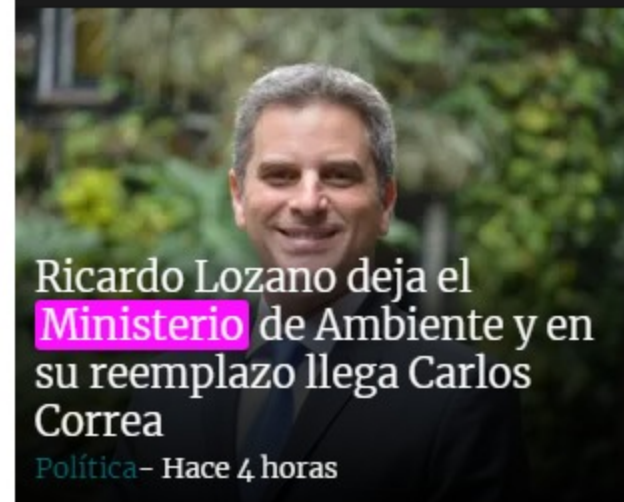 Ricardo Lozano deja el
Ministerio de Ambiente y en
su reemplazo llega Carlos
Correa
Política– Hace 4 horas